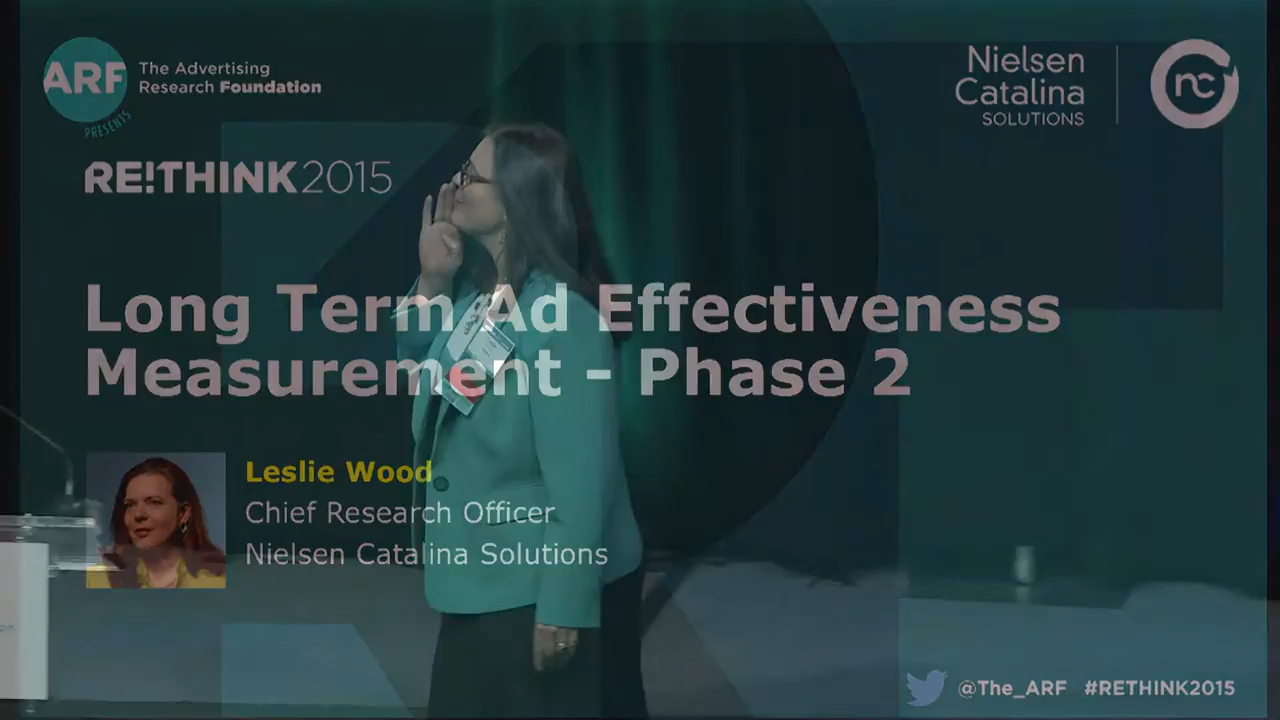 ARF
The Advertising
Research Foundation
PRESENTS
Nielsen
Catalina
SOLUTIONS
nc
RE!THINK2015
Long Term Ad Effectiveness
Measurement - Phase 2
Leslie Wood
Chief Research Officer
Nielsen Catalina Solutions
@The_ARF #RETHINK2015